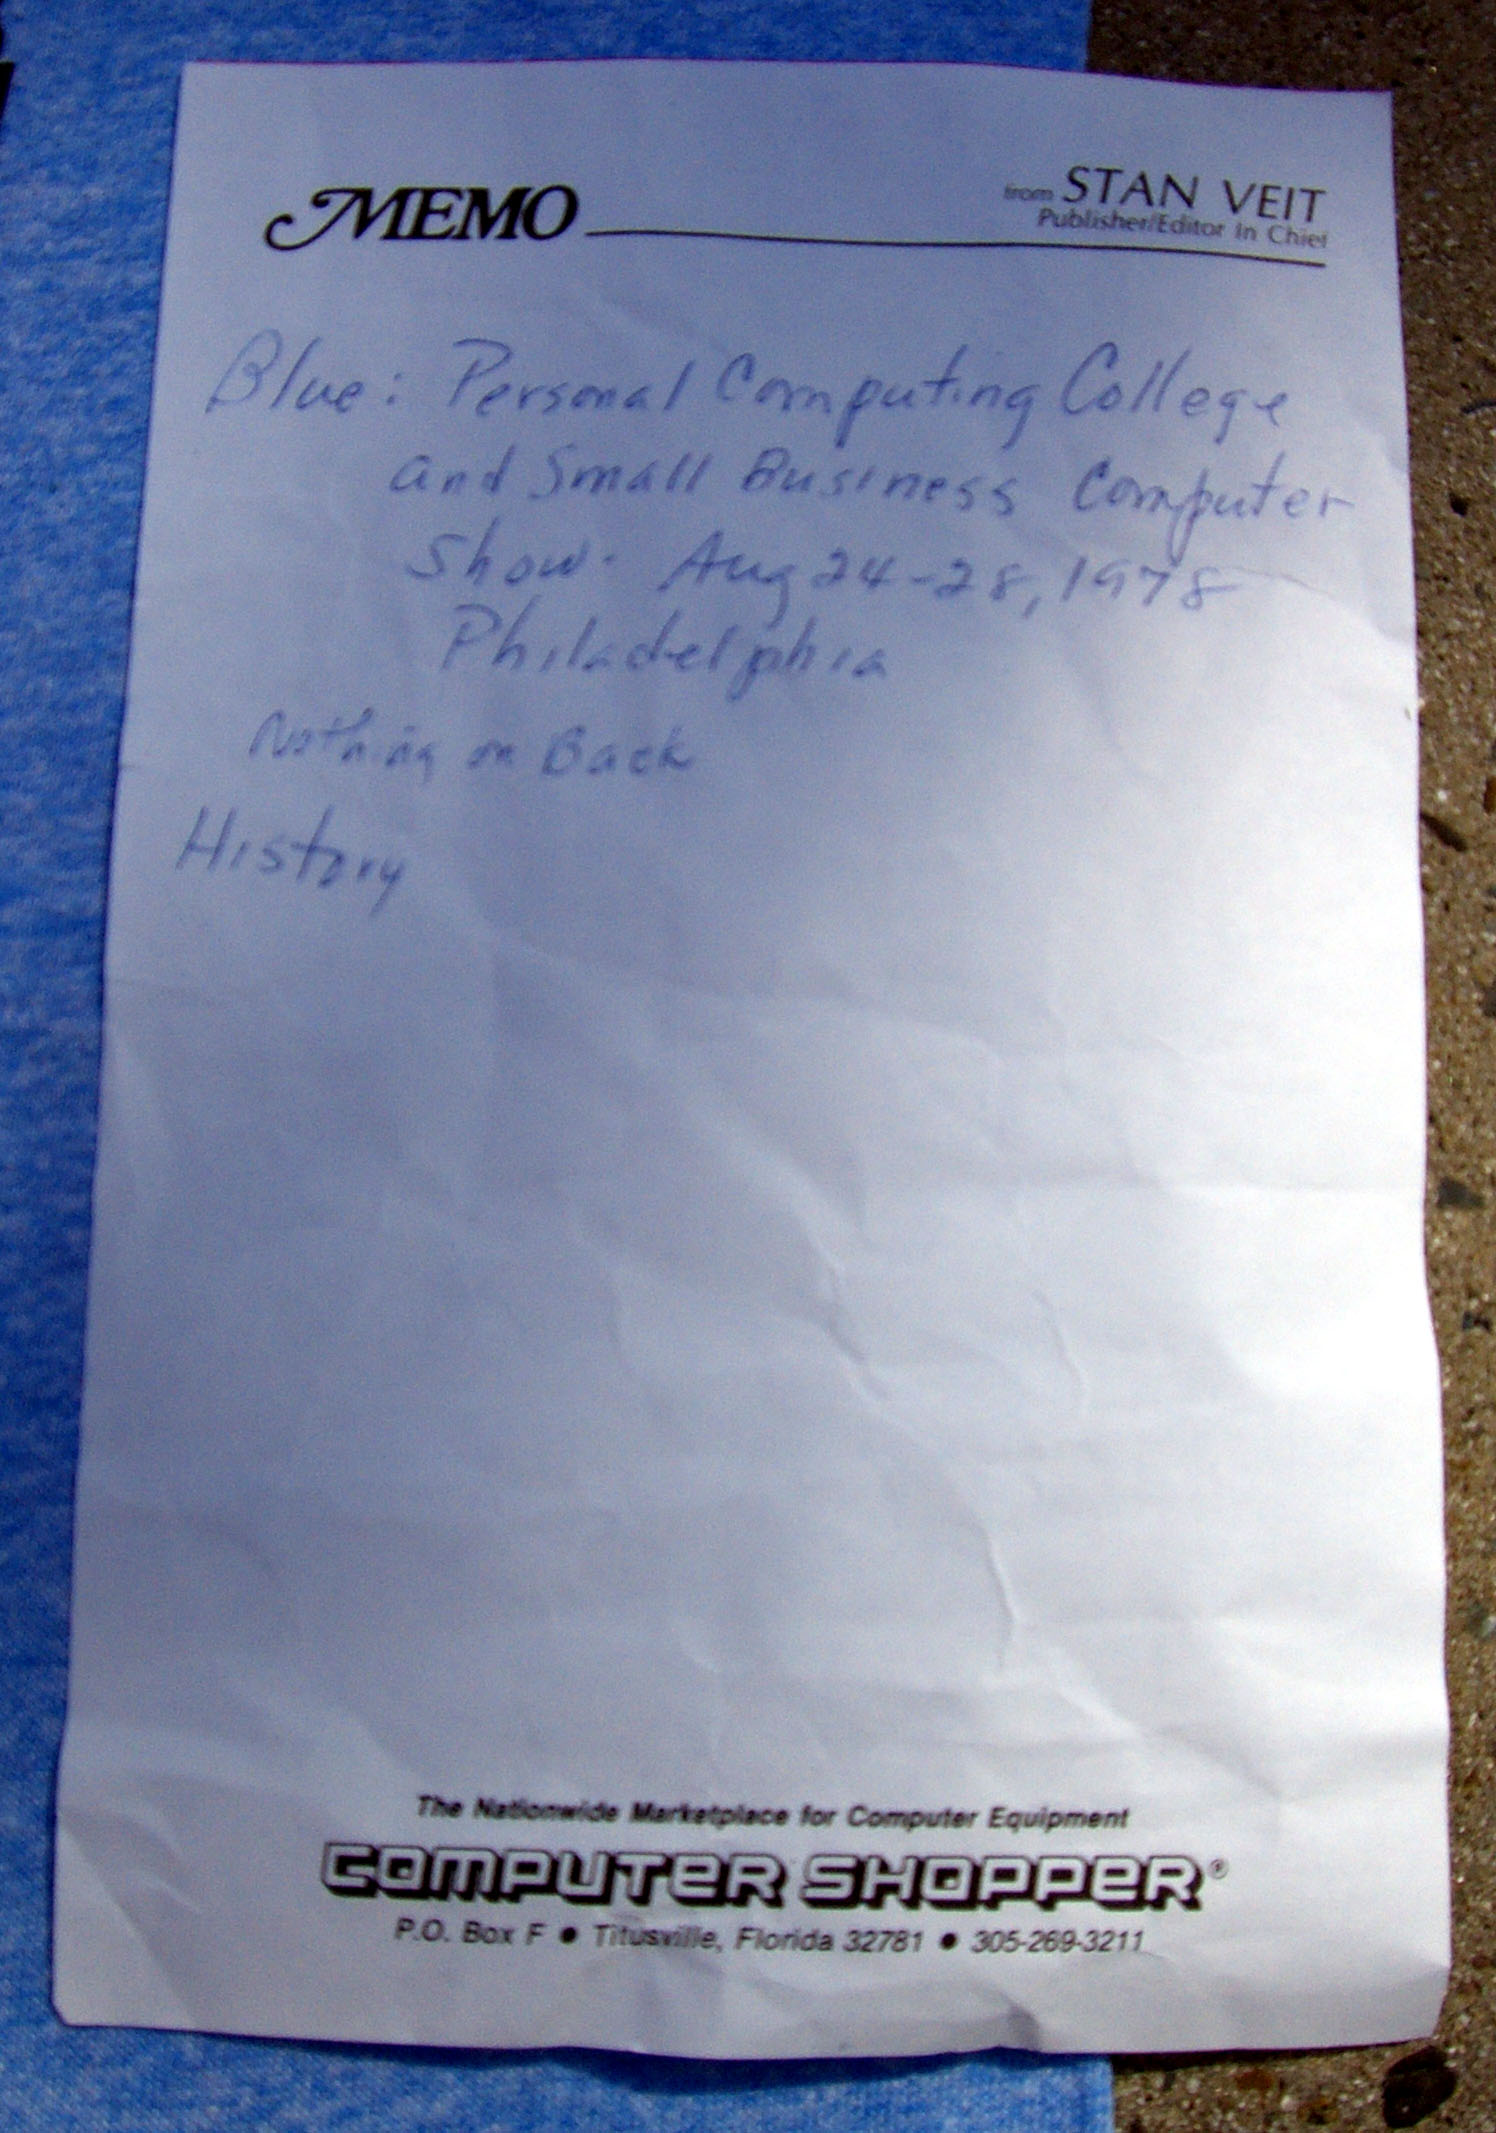 MEMO
from STAN VEIT
Publisher/Editor In Chief
Blue: Personal Computing College
and Small Business Computer
Show. Aug 24-28, 1978
Philadelphia
Nothing on Back
History
The Nationwide Marketplace for Computer Equipment
COMPUTER SHOPPER®
P.O. Box F • Titusville, Florida 32781 • 305-269-3211